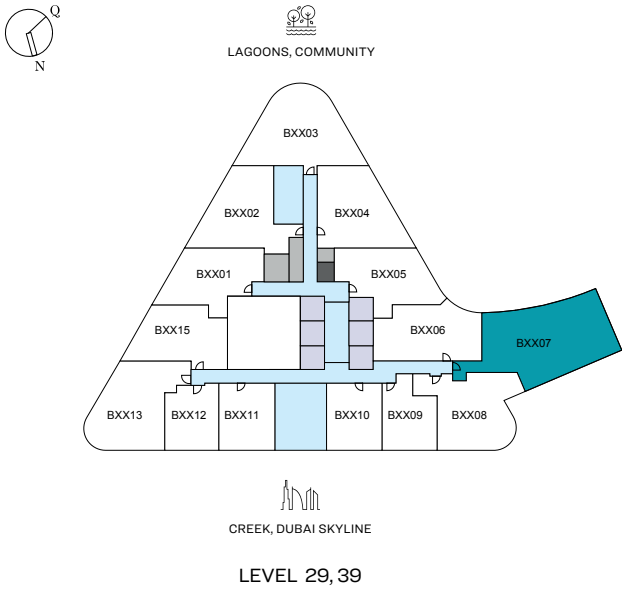 Q
N
LAGOONS, COMMUNITY
BXX03
BXX02
BXX04
BXX01
BXX05
BXX15
BXX06
BXX07
BXX13
BXX12
BXX11
BXX10
BXX09
BXX08
CREEK, DUBAI SKYLINE
LEVEL 29, 39